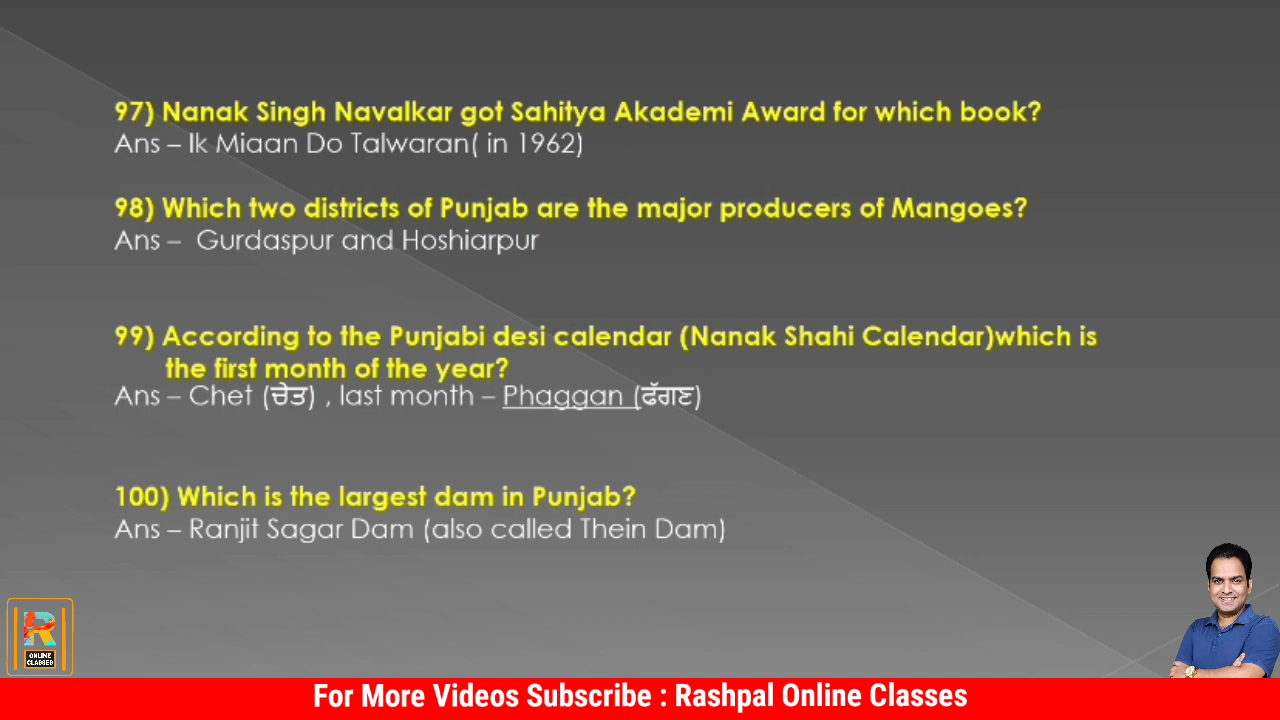 97) Nanak Singh Navalkar got Sahitya Akademi Award for which book?
Ans – Ik Miaan Do Talwaran( in 1962)
98) Which two districts of Punjab are the major producers of Mangoes?
Ans – Gurdaspur and Hoshiarpur
99) According to the Punjabi desi calendar (Nanak Shahi Calendar)which is
the first month of the year?
Ans – Chet (ਚੇਤ) , last month – Phaggan (ਫੱਗਣ)
100) Which is the largest dam in Punjab?
Ans – Ranjit Sagar Dam (also called Thein Dam)
R
ONLINE
CLASSES
For More Videos Subscribe : Rashpal Online Classes